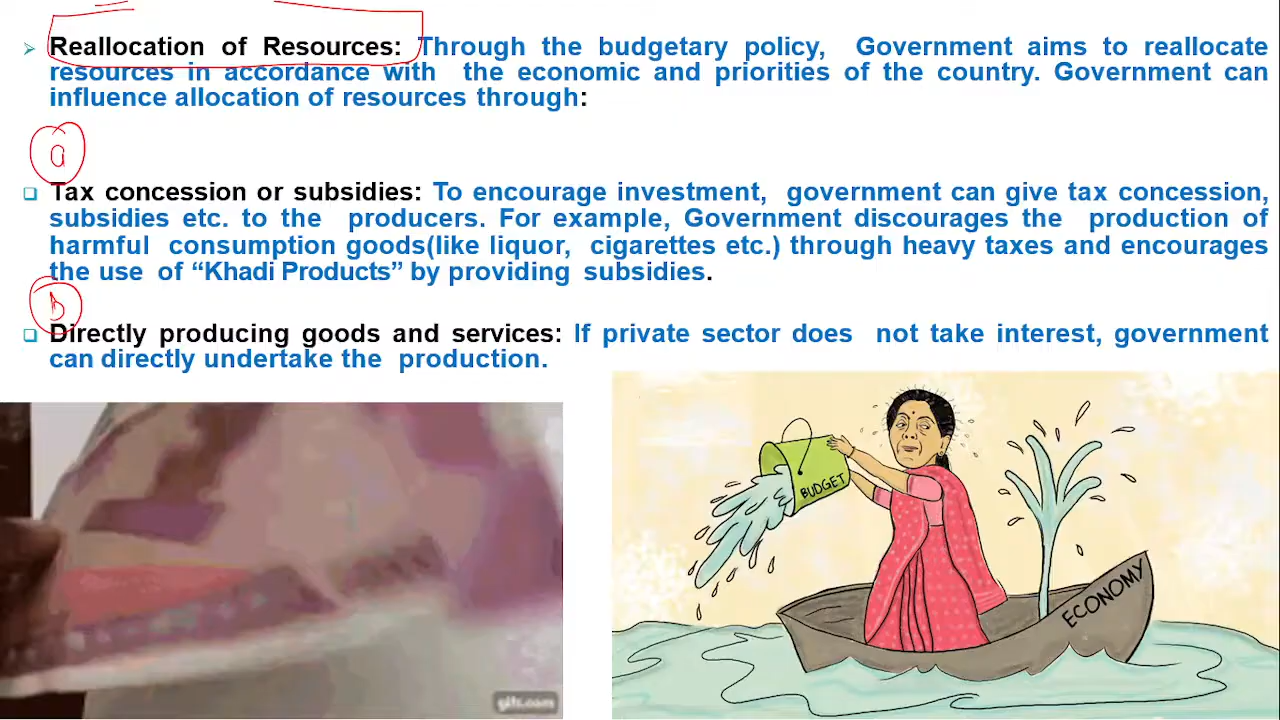 ➢ Reallocation of Resources: Through the budgetary policy, Government aims to reallocate
resources in accordance with the economic and priorities of the country. Government can
influence allocation of resources through:
a
❑ Tax concession or subsidies: To encourage investment, government can give tax concession,
subsidies etc. to the producers. For example, Government discourages the production of
harmful consumption goods(like liquor, cigarettes etc.) through heavy taxes and encourages
the use of “Khadi Products” by providing subsidies.
b
❑ Directly producing goods and services: If private sector does not take interest, government
can directly undertake the production.
BUDGET
ECONOMY
gifs.com